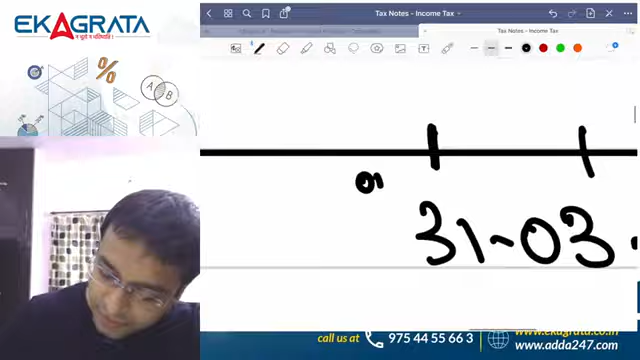 EKAGRATA
Tax Notes - Income Tax
Tax Notes - Income Tax
%
A
B
31-03
call us at
975 44 55 66 3
www.ekagrata.co.in
www.adda247.com